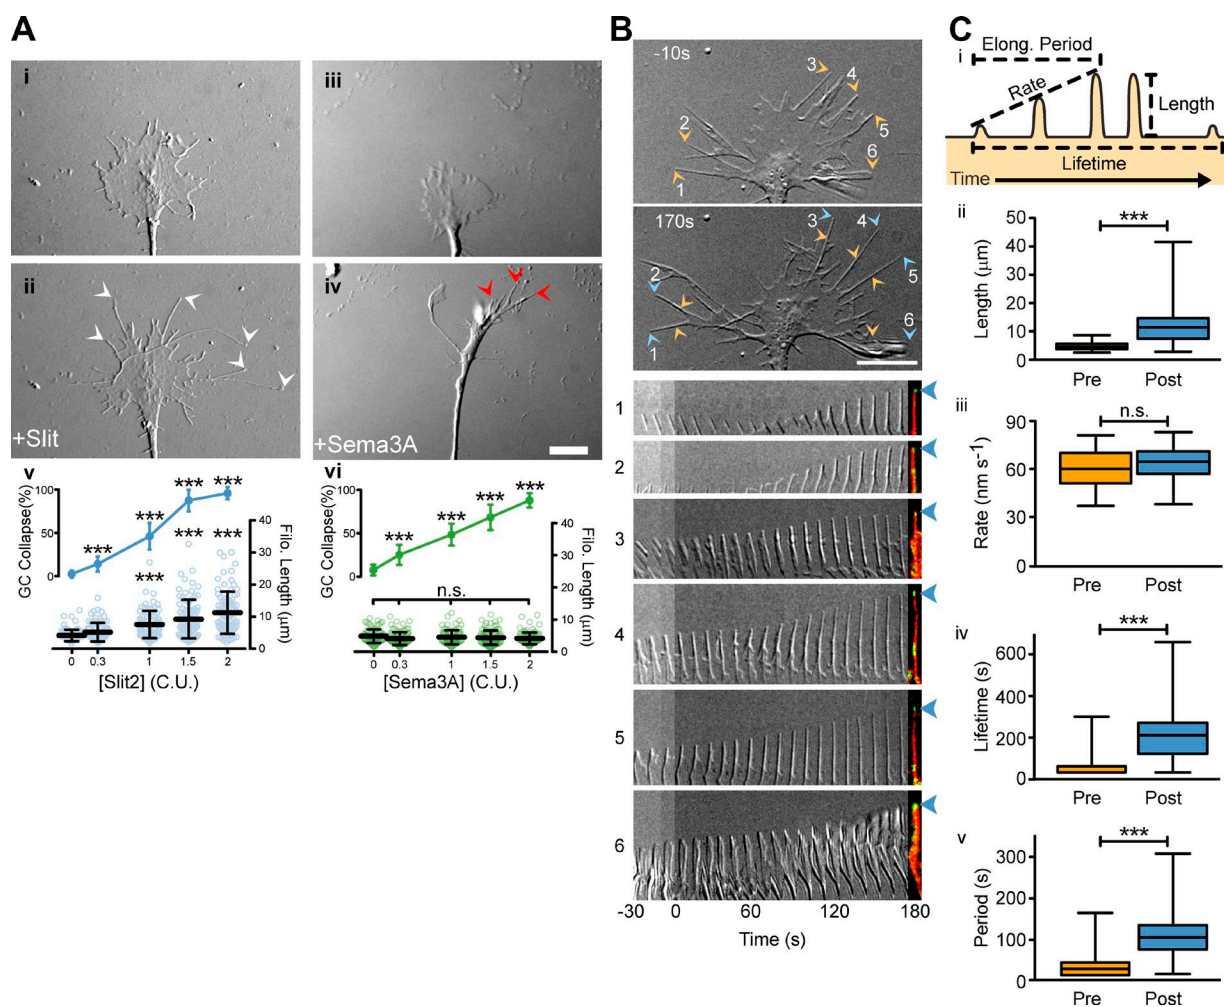 A
i
iii
ii
+Slit
iv
+Sema3A
v
GC Collapse(%)
100
50
0
***
***
***
***
***
***
***
40
30
20
10
0
Filo. Length (μm)
0
0.3
1
1.5
2
[Slit2] (C.U.)
vi
GC Collapse(%)
100
50
0
***
***
***
***
n.s.
40
30
20
10
0
Filo. Length (μm)
0
0.3
1
1.5
2
[Sema3A] (C.U.)
B
-10s
1
2
3
4
5
6
170s
1
2
3
4
5
6
1
2
3
4
5
6
-30
0
60
120
180
Time (s)
C
i
Elong. Period
Rate
Length
Lifetime
Time
ii
Length (μm)
50
40
30
20
10
0
***
Pre
Post
iii
Rate (nm s-1)
90
60
30
0
n.s.
Pre
Post
iv
Lifetime (s)
600
400
200
0
***
Pre
Post
v
Period (s)
300
200
100
0
***
Pre
Post